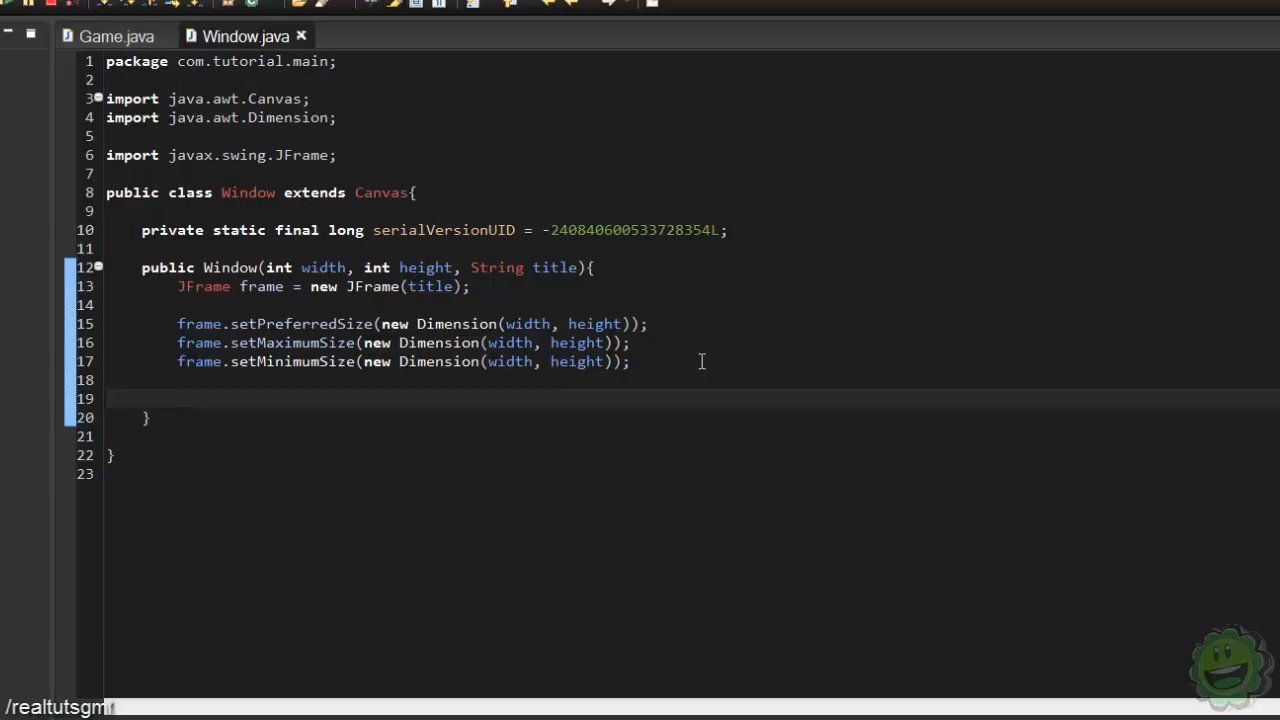 Game.java
Window.java
1 package com.tutorial.main;
2
3 import java.awt.Canvas;
4 import java.awt.Dimension;
5
6 import javax.swing.JFrame;
7
8 public class Window extends Canvas{
9
10 private static final long serialVersionUID = -240840600533728354L;
11
12 public Window(int width, int height, String title){
13 JFrame frame = new JFrame(title);
14
15 frame.setPreferredSize(new Dimension(width, height));
16 frame.setMaximumSize(new Dimension(width, height));
17 frame.setMinimumSize(new Dimension(width, height));
18
19
20 }
21
22 }
23
/realtutsgmr